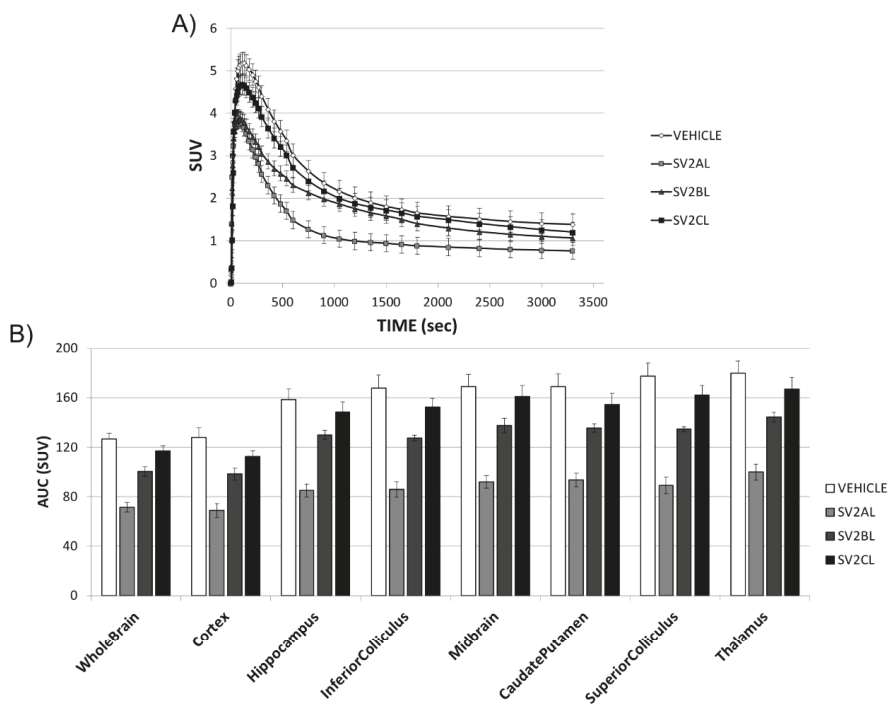 A)
SUV
6
5
4
3
2
1
0
0 500 1000 1500 2000 2500 3000 3500
TIME (sec)
VEHICLE
SV2AL
SV2BL
SV2CL
B)
AUC (SUV)
200
160
120
80
40
0
WholeBrain
Cortex
Hippocampus
InferiorColliculus
Midbrain
CaudatePutamen
SuperiorColliculus
Thalamus
VEHICLE
SV2AL
SV2BL
SV2CL